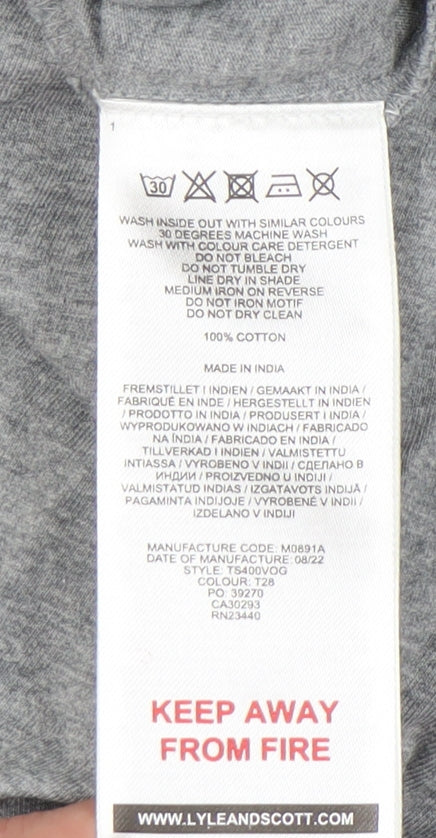 1
30
WASH INSIDE OUT WITH SIMILAR COLOURS
30 DEGREES MACHINE WASH
WASH WITH COLOUR CARE DETERGENT
DO NOT BLEACH
DO NOT TUMBLE DRY
LINE DRY IN SHADE
MEDIUM IRON ON REVERSE
DO NOT IRON MOTIF
DO NOT DRY CLEAN
100% COTTON
MADE IN INDIA
FREMSTILLET I INDIEN / GEMAAKT IN INDIA /
FABRIQUÉ EN INDE / HERGESTELLT IN INDIEN
/ PRODOTTO IN INDIA / PRODUSERT I INDIA /
WYPRODUKOWANO W INDIACH / FABRICADO
NA ÍNDIA / FABRICADO EN INDIA /
TILLVERKAD I INDIEN / VALMISTETTU
INTIASSA / VYROBENO V INDII / СДЕЛАНО В
ИНДИИ / PROIZVEDNO U INDIJI /
VALMISTATUD INDIAS / IZGATAVOTS INDIJĀ /
PAGAMINTA INDIJOJE / VYROBENÉ V INDII /
IZDELANO V INDIJI
MANUFACTURE CODE: M0891A
DATE OF MANUFACTURE: 08/22
STYLE: TS400VOG
COLOUR: T28
PO: 39270
CA30293
RN23440
KEEP AWAY
FROM FIRE
WWW.LYLEANDSCOTT.COM